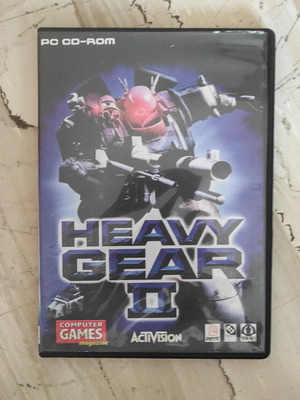 PC CD-ROM
HEAVY
GEAR
II
COMPUTER
GAMES
magazine
ACTIVISION